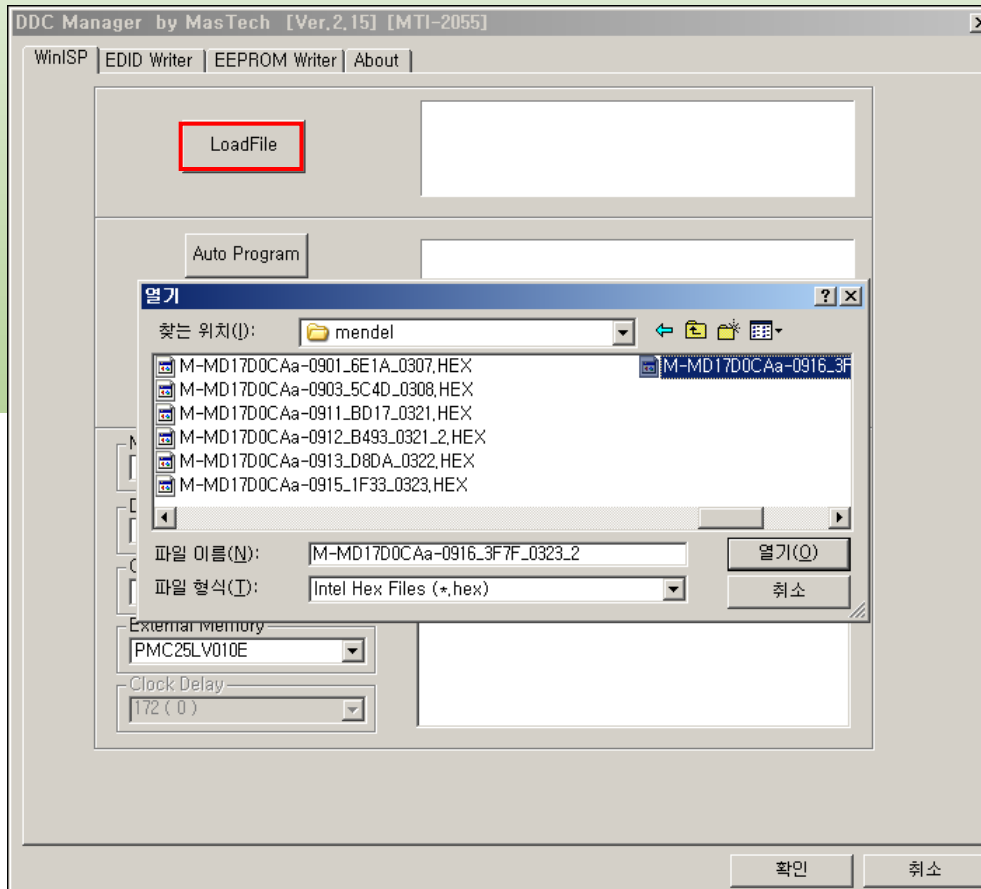 DDC Manager by MasTech [Ver,2,15] [MTI-2055]
WinISP EDID Writer EEPROM Writer About
LoadFile
Auto Program
열기
찾는 위치(I): mendel
M-MD17D0CAa-0901_6E1A_0307,HEX M-MD17D0CAa-0916_3F
M-MD17D0CAa-0903_5C4D_0308,HEX
M-MD17D0CAa-0911_BD17_0321,HEX
M-MD17D0CAa-0912_B493_0321_2,HEX
M-MD17D0CAa-0913_D8DA_0322,HEX
M-MD17D0CAa-0915_1F33_0323,HEX
파일 이름(N): M-MD17D0CAa-0916_3F7F_0323_2 열기(O)
파일 형식(T): Intel Hex Files (*,hex) 취소
External Memory
PMC25LV010E
Clock Delay
172 ( 0 )
확인 취소